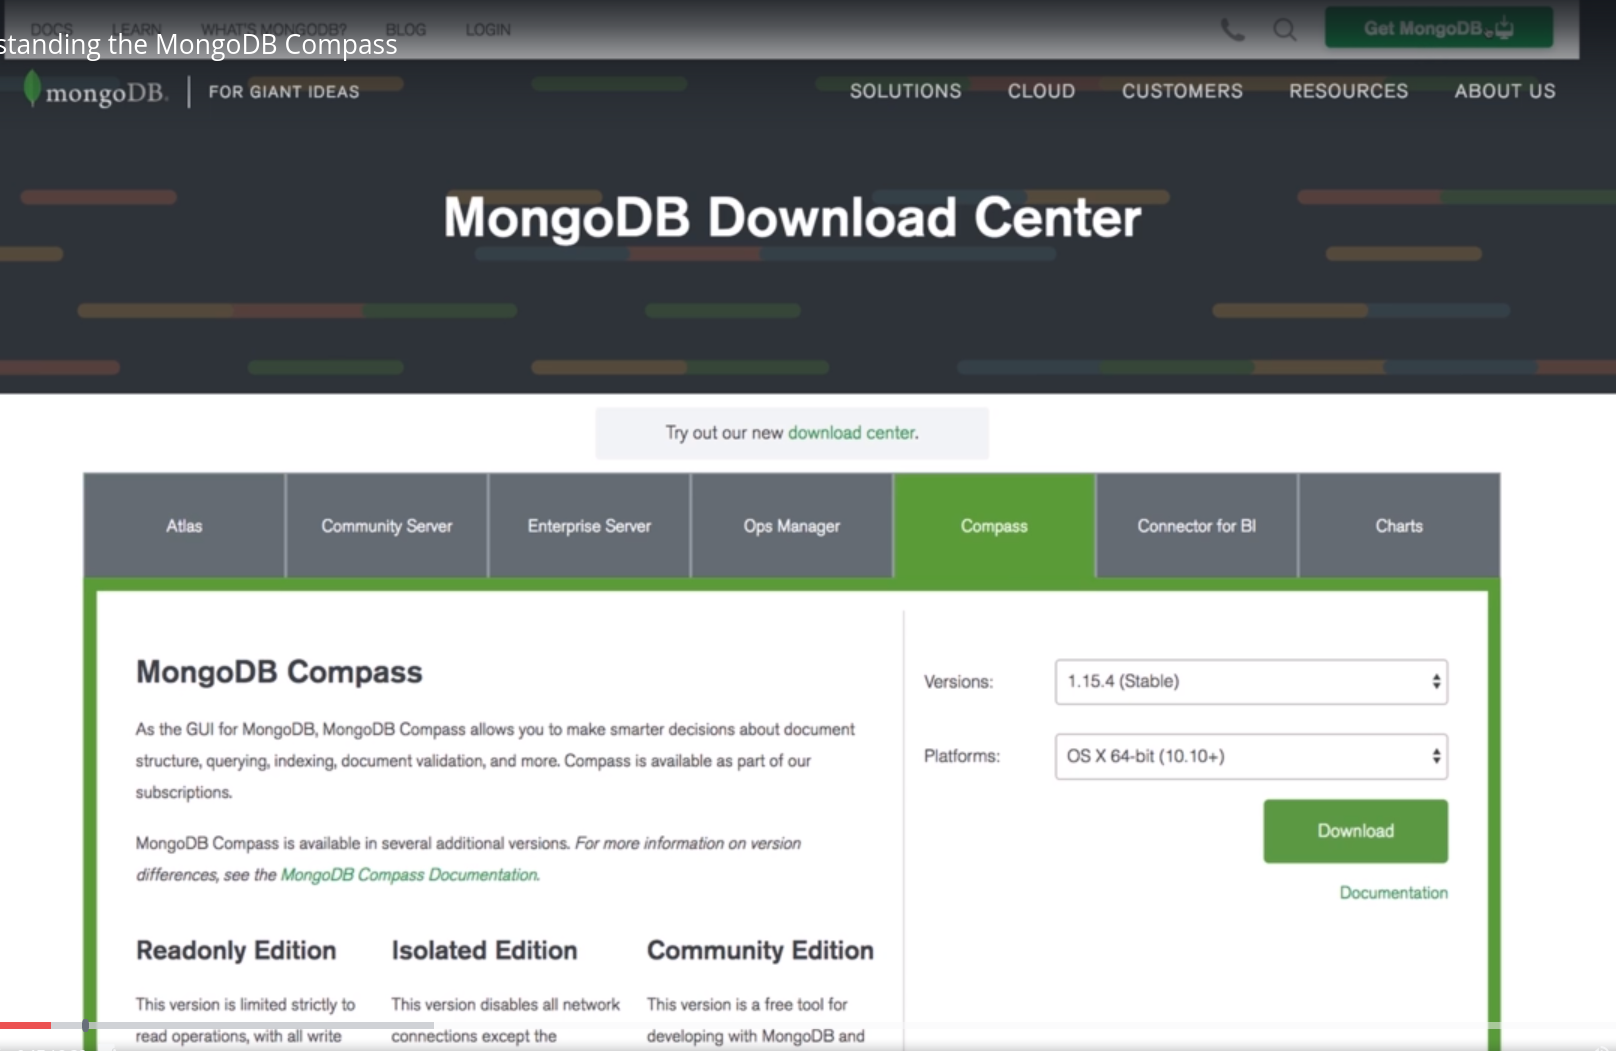 DOCS LEARN WHAT'S MONGODB? BLOG LOGIN
standing the MongoDB Compass
Get MongoDB
mongoDB. FOR GIANT IDEAS
SOLUTIONS CLOUD CUSTOMERS RESOURCES ABOUT US
MongoDB Download Center
Try out our new download center.
Atlas Community Server Enterprise Server Ops Manager Compass Connector for BI Charts
MongoDB Compass
As the GUI for MongoDB, MongoDB Compass allows you to make smarter decisions about document
structure, querying, indexing, document validation, and more. Compass is available as part of our
subscriptions.
MongoDB Compass is available in several additional versions. For more information on version
differences, see the MongoDB Compass Documentation.
Versions: 1.15.4 (Stable)
Platforms: OS X 64-bit (10.10+)
Download
Documentation
Readonly Edition
This version is limited strictly to
read operations, with all write
Isolated Edition
This version disables all network
connections except the
Community Edition
This version is a free tool for
developing with MongoDB and